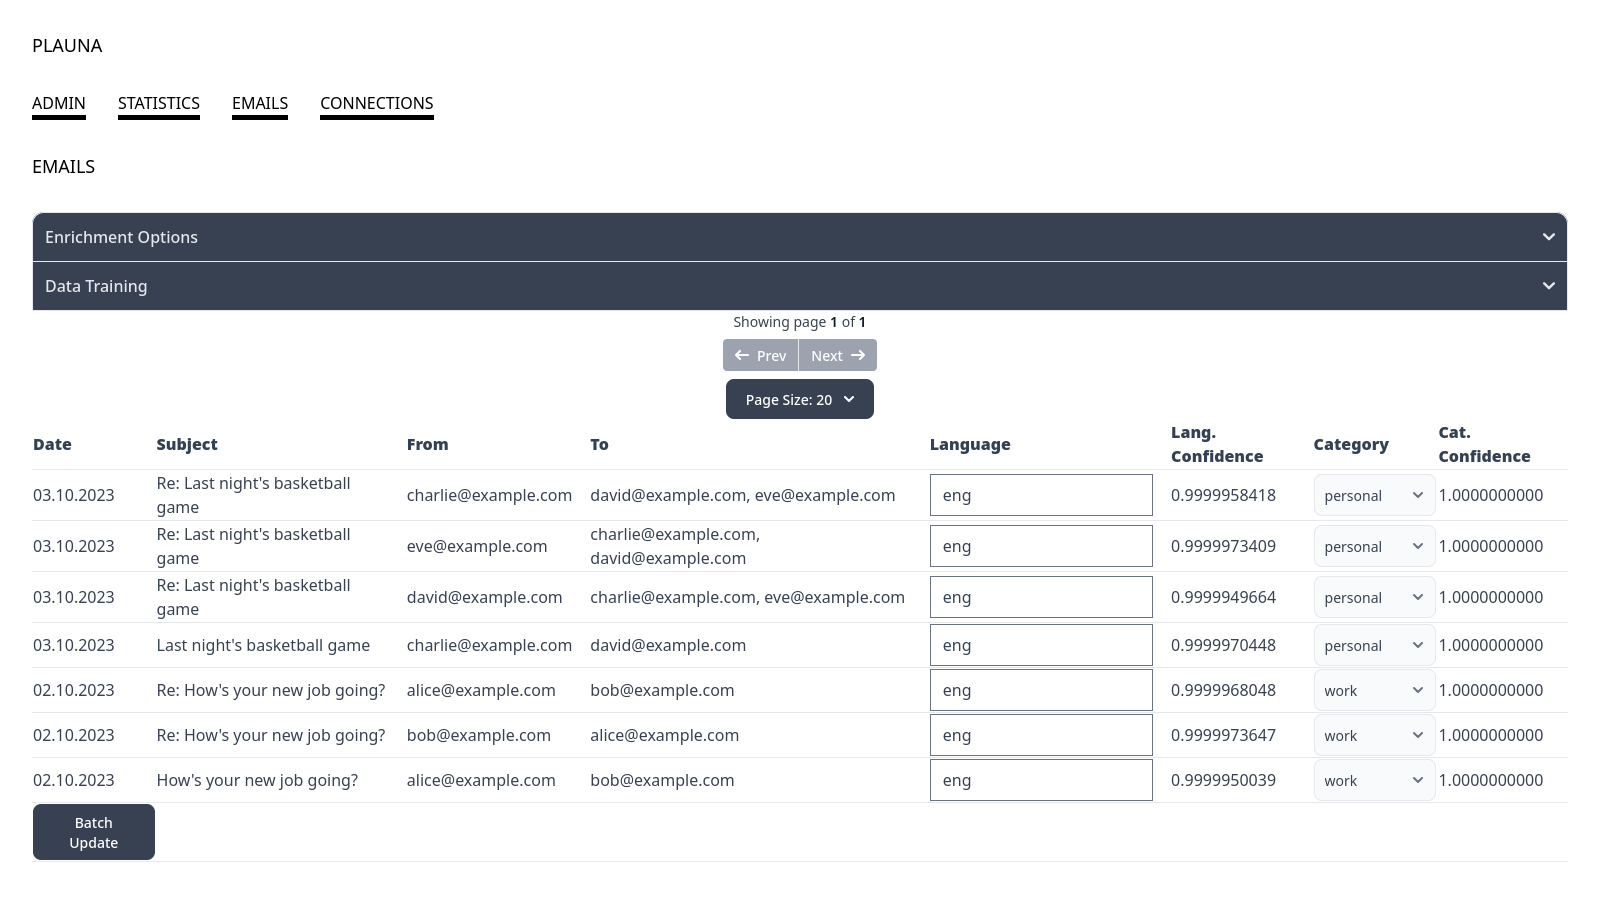 PLAUNA
ADMIN STATISTICS EMAILS CONNECTIONS
EMAILS
Enrichment Options
Data Training
Showing page 1 of 1
Prev Next
Page Size: 20
Date Subject From To Language Lang. Confidence Category Cat. Confidence
03.10.2023 Re: Last night's basketball game charlie@example.com david@example.com, eve@example.com eng 0.9999958418 personal 1.0000000000
03.10.2023 Re: Last night's basketball game eve@example.com charlie@example.com, david@example.com eng 0.9999973409 personal 1.0000000000
03.10.2023 Re: Last night's basketball game david@example.com charlie@example.com, eve@example.com eng 0.9999949664 personal 1.0000000000
03.10.2023 Last night's basketball game charlie@example.com david@example.com eng 0.9999970448 personal 1.0000000000
02.10.2023 Re: How's your new job going? alice@example.com bob@example.com eng 0.9999968048 work 1.0000000000
02.10.2023 Re: How's your new job going? bob@example.com alice@example.com eng 0.9999973647 work 1.0000000000
02.10.2023 How's your new job going? alice@example.com bob@example.com eng 0.9999950039 work 1.0000000000
Batch
Update